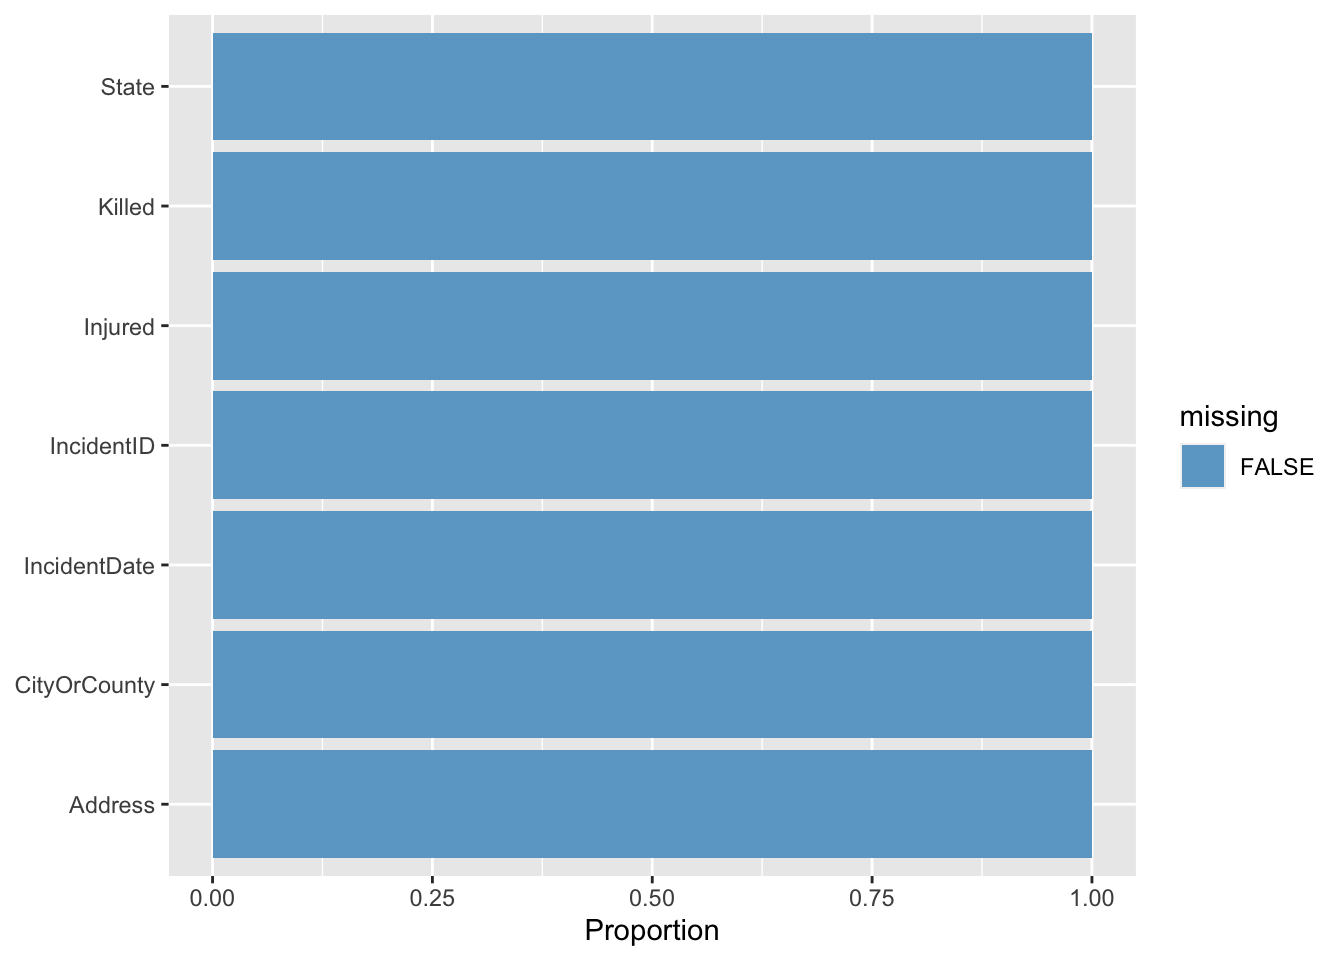 State
Killed
Injured
IncidentID
IncidentDate
CityOrCounty
Address
0.00 0.25 0.50 0.75 1.00
Proportion
missing
FALSE